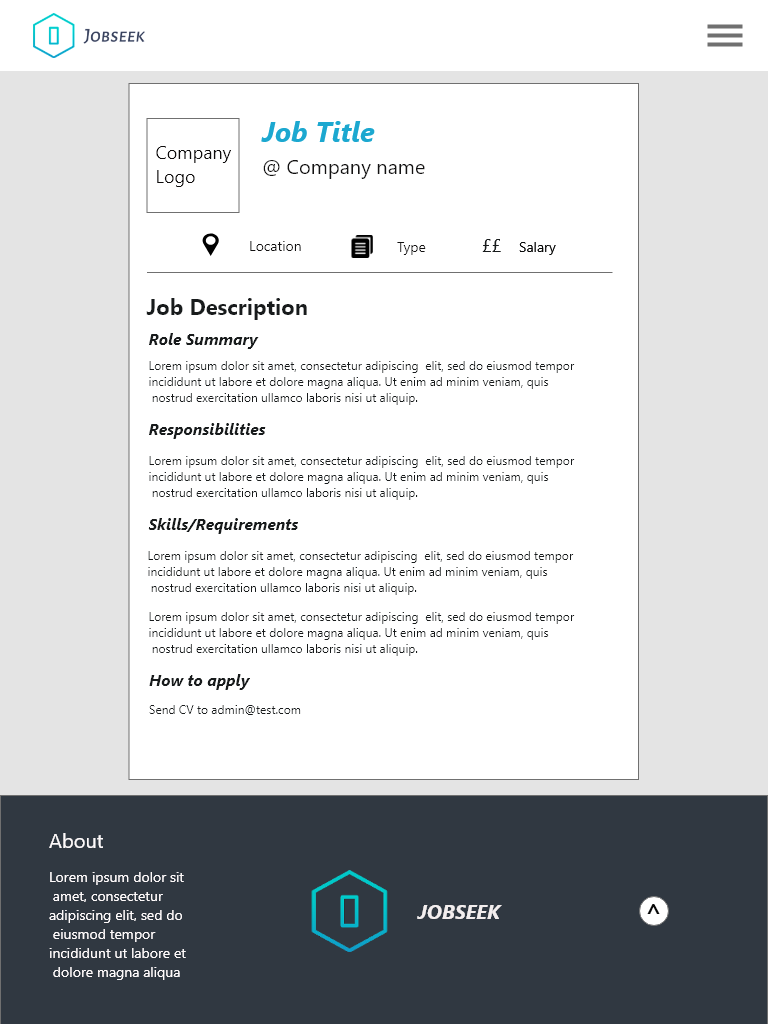 JOBSEEK
Job Title
@ Company name
Company
Logo
Location
Type
££
Salary
Job Description
Role Summary
Lorem ipsum dolor sit amet, consectetur adipiscing elit, sed do eiusmod tempor
incididunt ut labore et dolore magna aliqua. Ut enim ad minim veniam, quis
nostrud exercitation ullamco laboris nisi ut aliquip.
Responsibilities
Lorem ipsum dolor sit amet, consectetur adipiscing elit, sed do eiusmod tempor
incididunt ut labore et dolore magna aliqua. Ut enim ad minim veniam, quis
nostrud exercitation ullamco laboris nisi ut aliquip.
Skills/Requirements
Lorem ipsum dolor sit amet, consectetur adipiscing elit, sed do eiusmod tempor
incididunt ut labore et dolore magna aliqua. Ut enim ad minim veniam, quis
nostrud exercitation ullamco laboris nisi ut aliquip.
Lorem ipsum dolor sit amet, consectetur adipiscing elit, sed do eiusmod tempor
incididunt ut labore et dolore magna aliqua. Ut enim ad minim veniam, quis
nostrud exercitation ullamco laboris nisi ut aliquip.
How to apply
Send CV to admin@test.com
About
Lorem ipsum dolor sit
amet, consectetur
adipiscing elit, sed do
eiusmod tempor
incididunt ut labore et
dolore magna aliqua
JOBSEEK
^